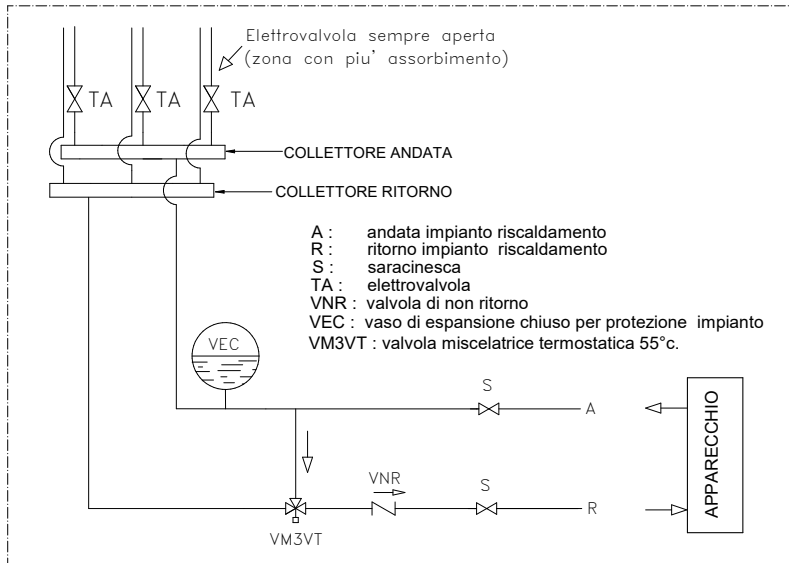 Elettrovalvola sempre aperta
(zona con piu' assorbimento)
TA TA TA
COLLETTORE ANDATA
COLLETTORE RITORNO
A : andata impianto riscaldamento
R : ritorno impianto riscaldamento
S : saracinesca
TA : elettrovalvola
VNR : valvola di non ritorno
VEC : vaso di espansione chiuso per protezione impianto
VM3VT : valvola miscelatrice termostatica 55°c.
VEC
S
A
APPARECCHIO
VNR
S
R
VM3VT